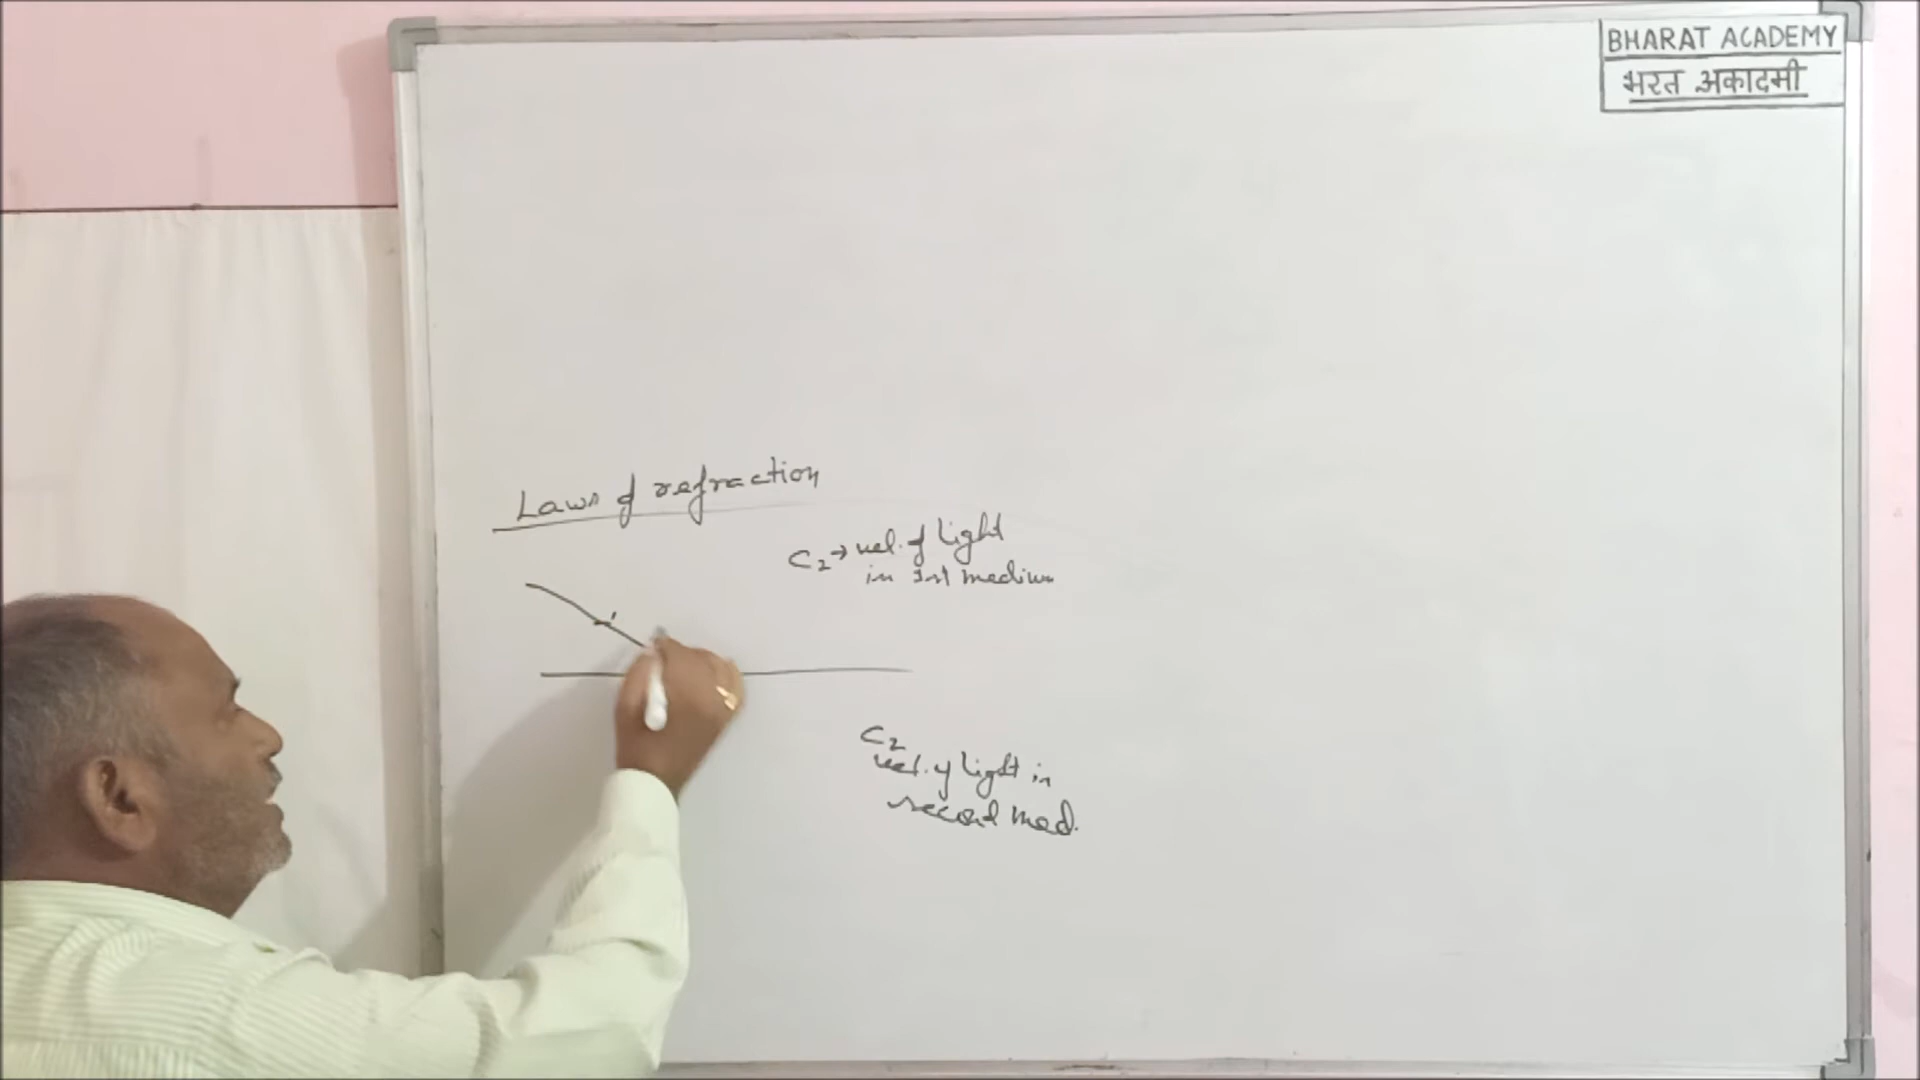 BHARAT ACADEMY
भरत अकादमी
Laws of refraction
C₂ → vel. of light
in 1st medium
C₂
vel. of light in
second med.